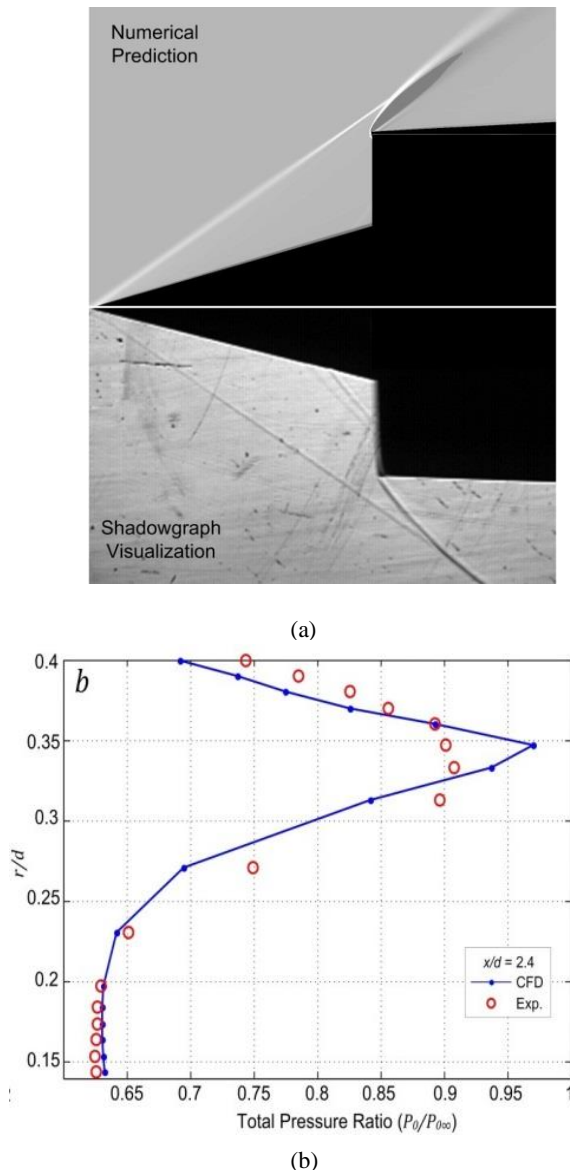 Numerical
Prediction
Shadowgraph
Visualization
(a)
b
0.4
0.35
0.3
0.25
0.2
0.15
r/d
x/d = 2.4
CFD
Exp.
0.65 0.7 0.75 0.8 0.85 0.9 0.95 1
Total Pressure Ratio (P₀/P₀∞)
(b)